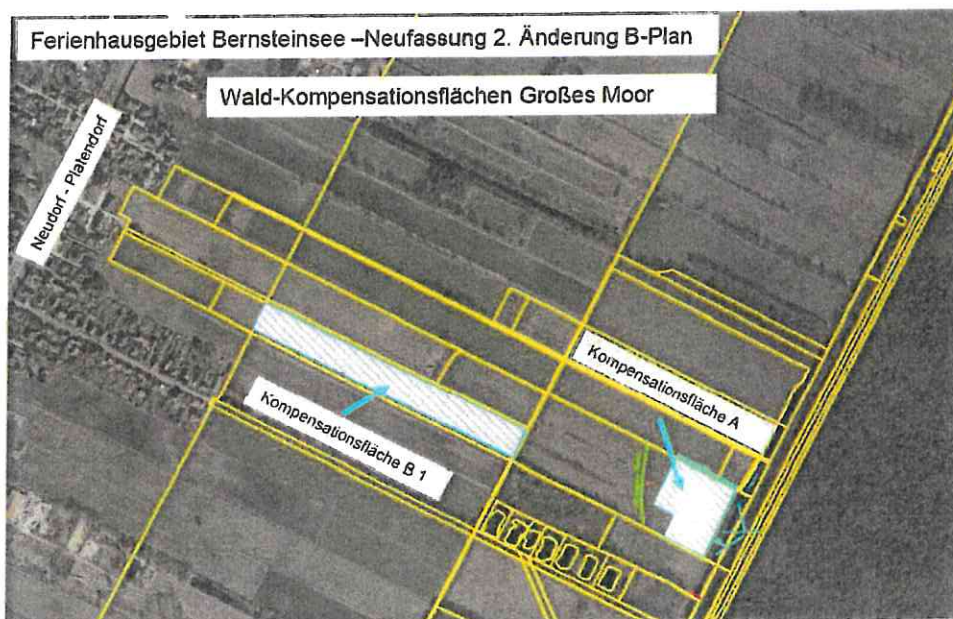 Ferienhausgebiet Bernsteinsee –Neufassung 2. Änderung B-Plan
Wald-Kompensationsflächen Großes Moor
Neudorf - Platendorf
Kompensationsfläche A
Kompensationsfläche B 1